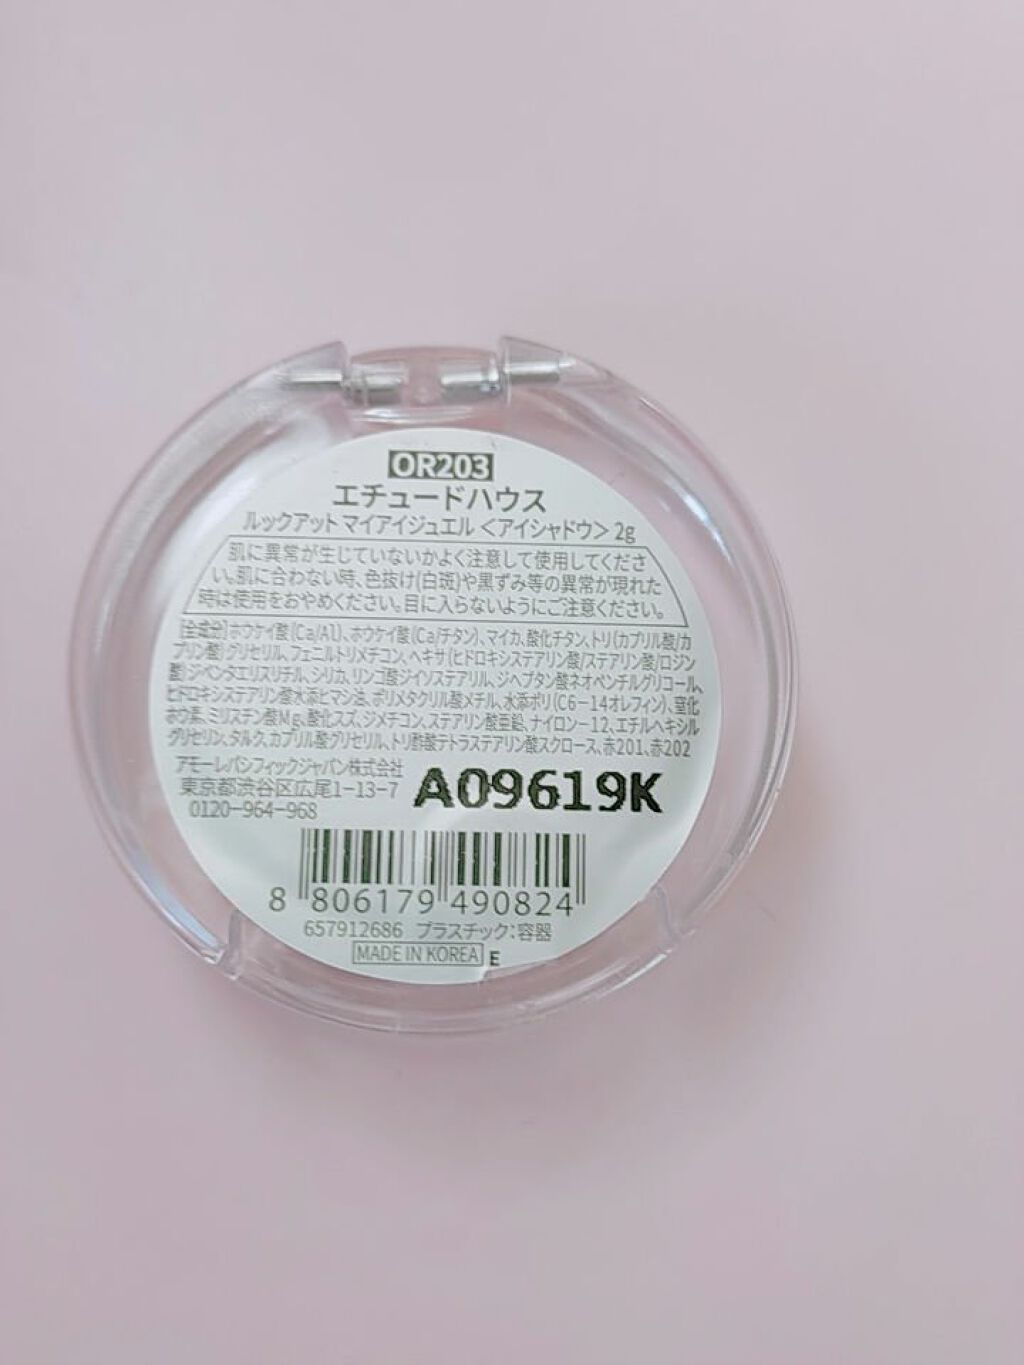 OR203
エチュードハウス
ルックアット マイアイジュエル <アイシャドウ> 2g
肌に異常が生じていないかよく注意して使用してくださ
い。肌に合わない時、色抜け(白斑)や黒ずみ等の異常が現れた
時は使用をおやめください。目に入らないようにご注意ください。
[全成分]ホウケイ酸(Ca/Al)、ホウケイ酸(Ca/チタン)、マイカ、酸化チタン、トリ(カプリル酸/カ
プリン酸)グリセリル、フェニルトリメチコン、ヘキサ(ヒドロキシステアリン酸/ステアリン酸/ロジン
酸)ジペンタエリスリチル、シリカ、リンゴ酸ジイソステアリル、ジヘプタン酸ネオペンチルグリコール、
ヒドロキシステアリン酸水添ヒマシ油、ポリメタクリル酸メチル、水添ポリ(C6-14オレフィン)、窒化
ホウ素、ミリスチン酸Mg、酸化スズ、ジメチコン、ステアリン酸亜鉛、ナイロン-12、エチルヘキシル
グリセリン、タルク、カプリル酸グリセリル、トリ酢酸テトラステアリン酸スクロース、赤201、赤202
アモーレパシフィックジャパン株式会社
東京都渋谷区広尾1-13-7
0120-964-968
A09619K
8 806179 490824
657912686 プラスチック:容器
MADE IN KOREA E